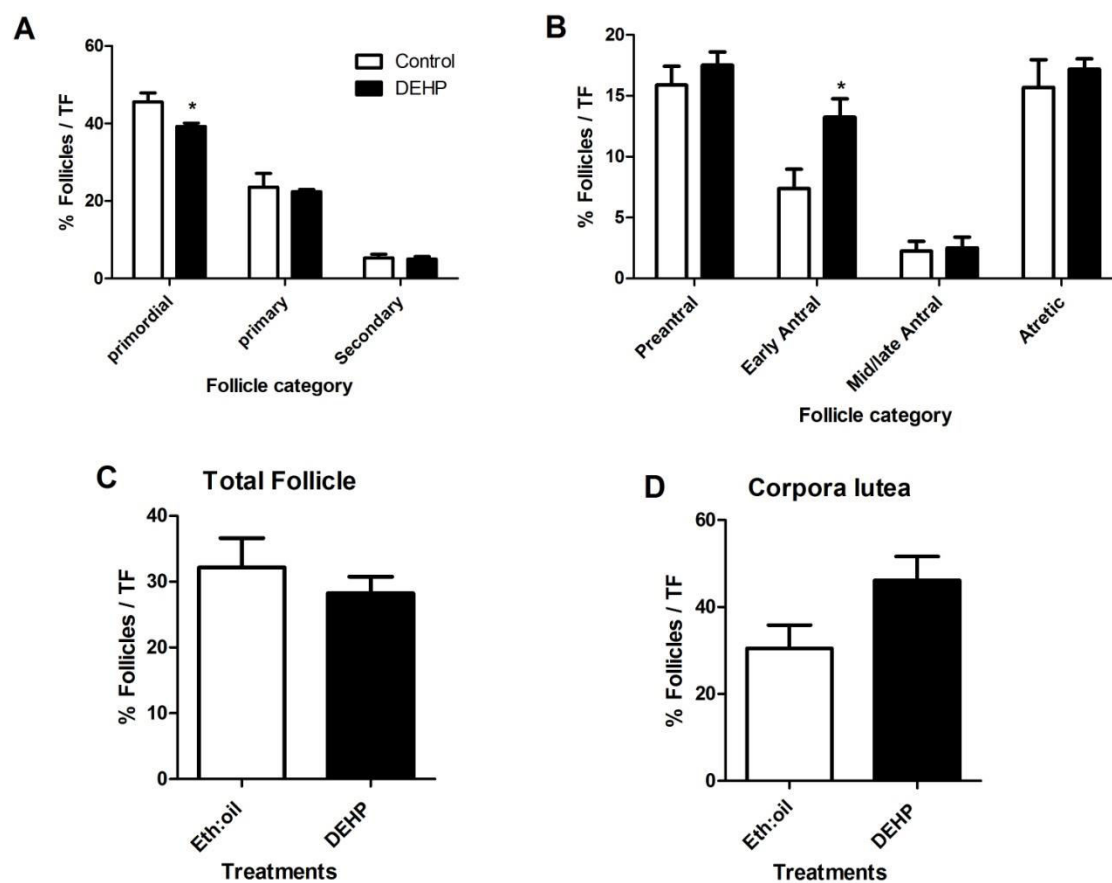 A
60
40
20
0
% Follicles / TF
Control
DEHP
*
primordial
primary
Secondary
Follicle category
B
20
15
10
5
0
% Follicles / TF
*
Preantral
Early Antral
Mid/late Antral
Atretic
Follicle category
C
Total Follicle
40
30
20
10
0
% Follicles / TF
Eth:oil
DEHP
Treatments
D
Corpora lutea
60
40
20
0
% Follicles / TF
Eth:oil
DEHP
Treatments